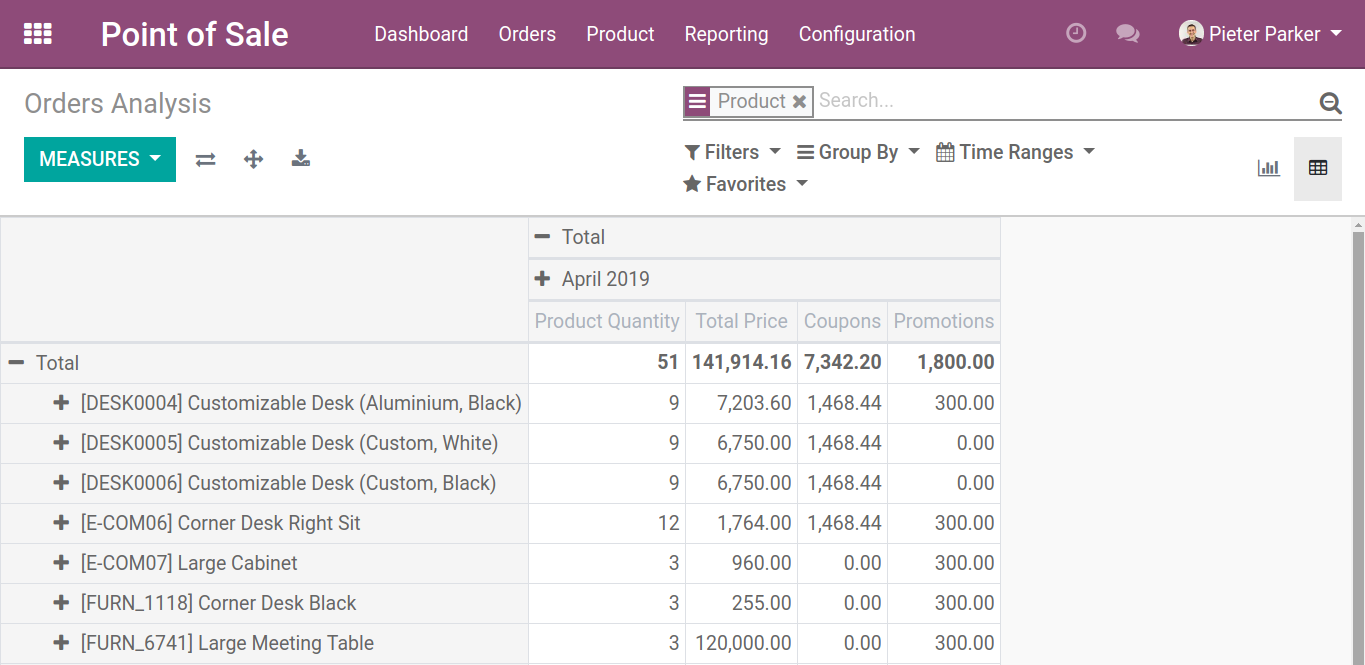 Point of Sale Dashboard Orders Product Reporting Configuration Pieter Parker
Orders Analysis
Product Search...
MEASURES
Filters Group By Time Ranges
Favorites
Total
April 2019
Product Quantity Total Price Coupons Promotions
Total 51 141,914.16 7,342.20 1,800.00
[DESK0004] Customizable Desk (Aluminium, Black) 9 7,203.60 1,468.44 300.00
[DESK0005] Customizable Desk (Custom, White) 9 6,750.00 1,468.44 0.00
[DESK0006] Customizable Desk (Custom, Black) 9 6,750.00 1,468.44 0.00
[E-COM06] Corner Desk Right Sit 12 1,764.00 1,468.44 300.00
[E-COM07] Large Cabinet 3 960.00 0.00 300.00
[FURN_1118] Corner Desk Black 3 255.00 0.00 300.00
[FURN_6741] Large Meeting Table 3 120,000.00 0.00 300.00